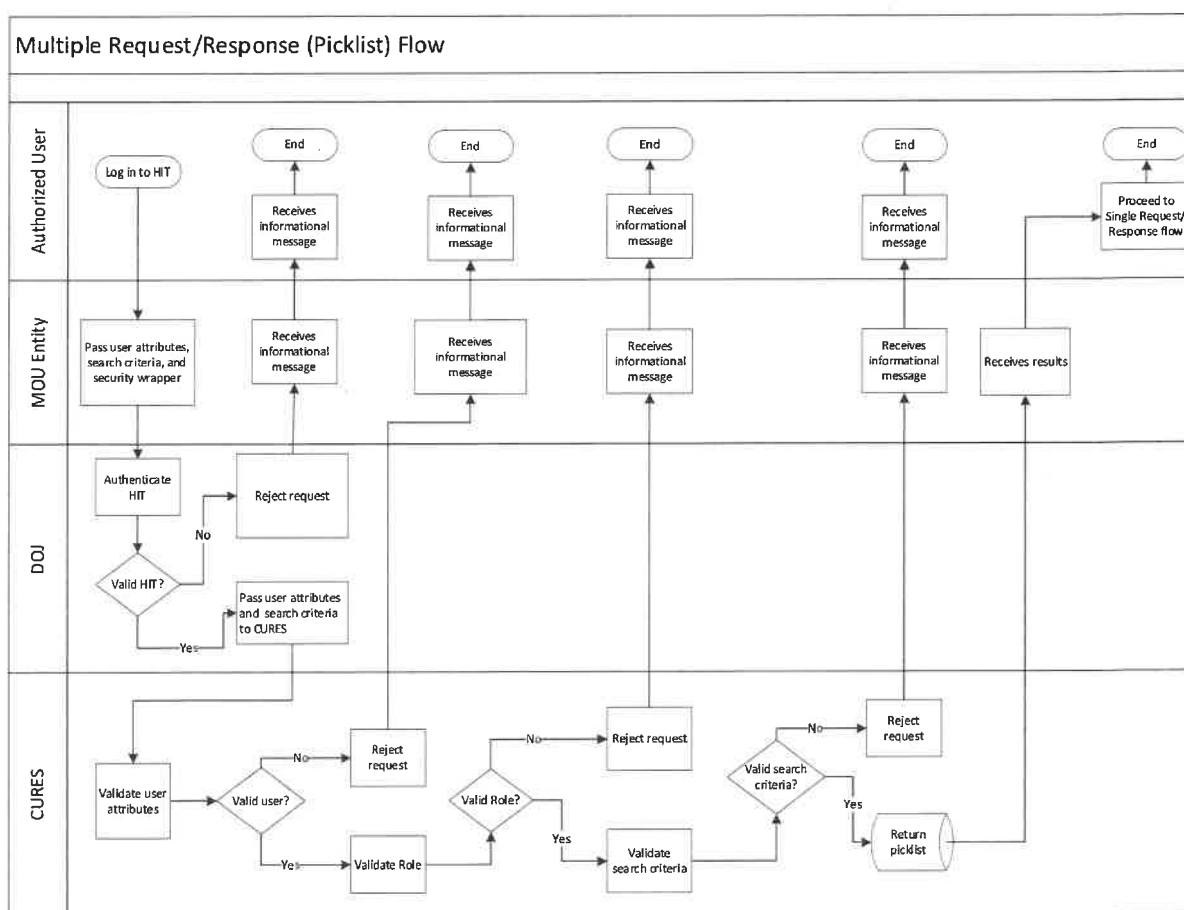 Multiple Request/Response (Picklist) Flow
Authorized User
Log in to HIT
End
Receives
informational
message
End
Receives
informational
message
End
Receives
informational
message
End
Receives
informational
message
End
Proceed to
Single Request/
Response flow
MOU Entity
Pass user attributes,
search criteria, and
security wrapper
Receives
informational
message
Receives
informational
message
Receives
informational
message
Receives
informational
message
Receives results
DOJ
Authenticate
HIT
Reject request
No
Valid HIT?
Pass user attributes
and search criteria
to CURES
Yes
CURES
Validate user
attributes
Valid user?
No
Reject
request
Yes
Validate Role
Valid Role?
No
Reject request
Yes
Validate
search criteria
Valid search
criteria?
No
Reject
request
Yes
Return
picklist